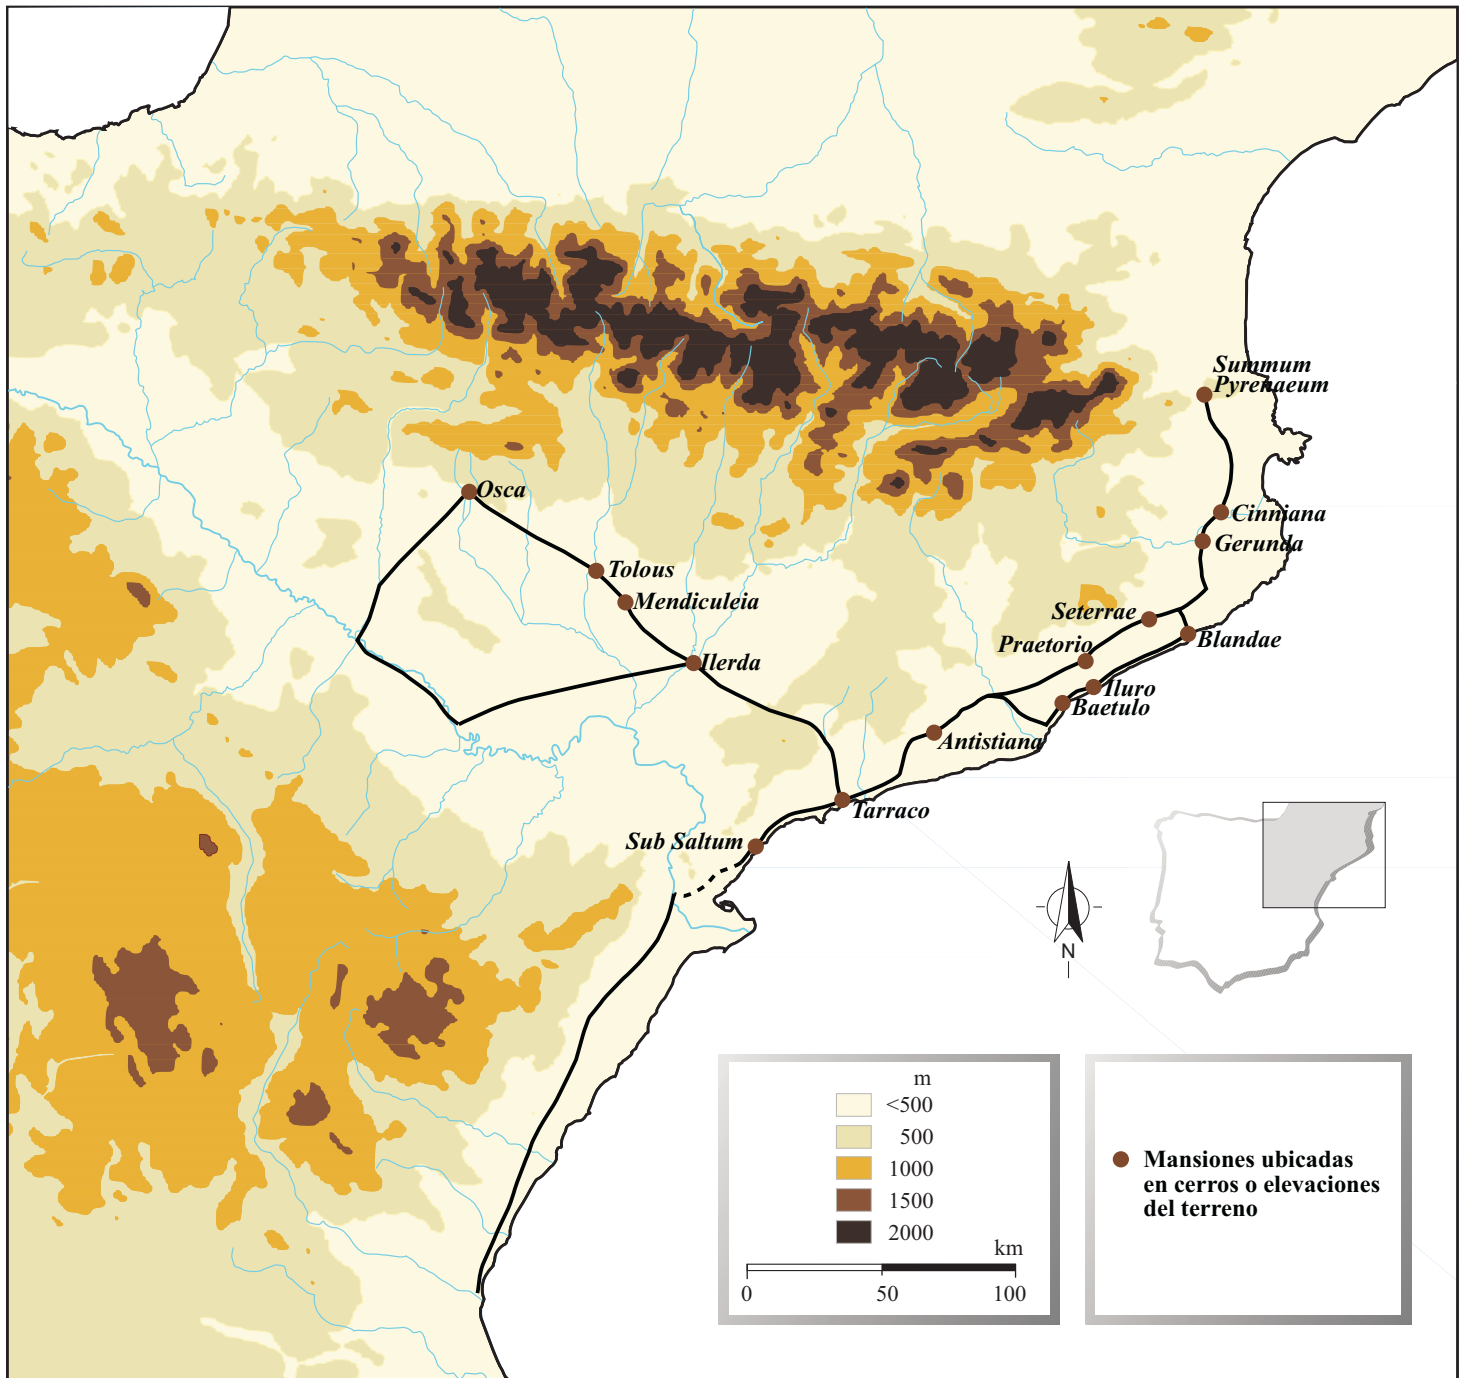 Summum
Pyrenaeum
Osca
Cinniana
Gerunda
Tolous
Mendiculeia
Seterrae
Blandae
Praetorio
Ilerda
Iluro
Baetulo
Antistiana
Tarraco
Sub Saltum
N
m
<500
500
1000
1500
2000
km
0 50 100
Mansiones ubicadas
en cerros o elevaciones
del terreno